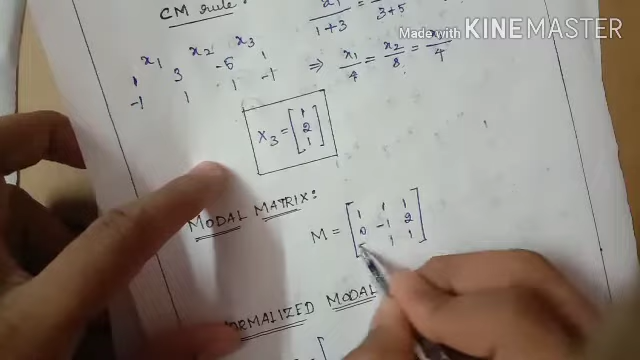 CM rule:
x1/1+3 = /3+5 =
Made with KINEMASTER
x1 x2 x3
1 3 -5 1
-1 1 1 -1
⇒ x1/4 = x2/8 = /4
X3 = [1 2 1]
MODAL MATRIX:
M = [1 1 1
0 -1 2
1 1]
NORMALIZED MODAL